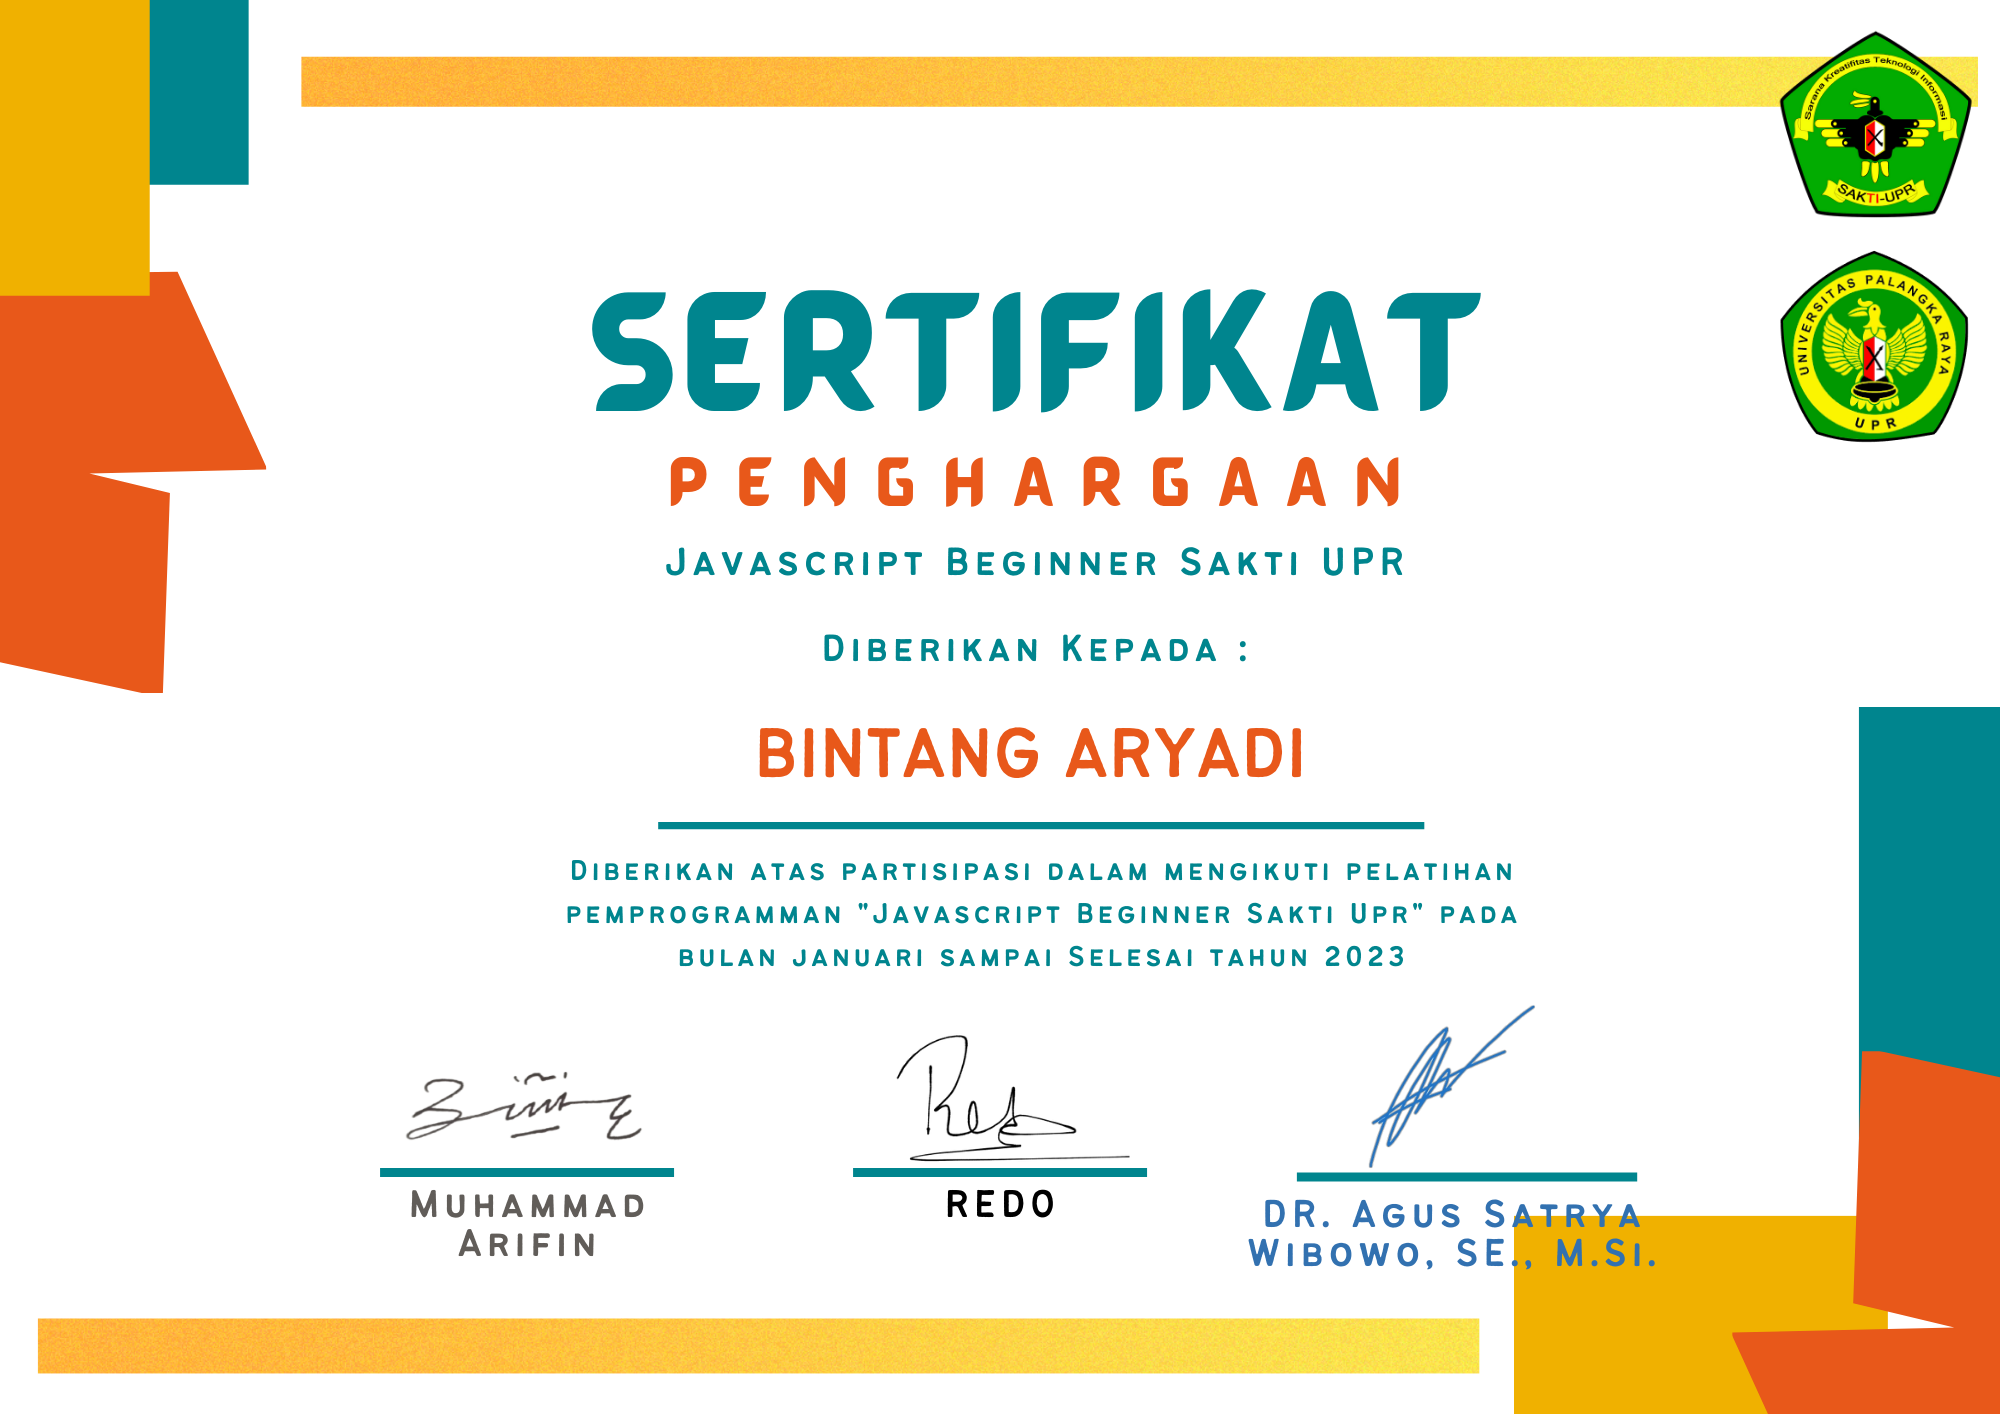 Sarana Kreatifitas Teknologi Informasi
SAKTI-UPR
UNIVERSITAS PALANGKA RAYA
UPR
SERTIFIKAT
PENGHARGAAN
Javascript Beginner Sakti UPR
Diberikan Kepada :
BINTANG ARYADI
Diberikan atas partisipasi dalam mengikuti pelatihan
pemprogramman "Javascript Beginner Sakti Upr" pada
bulan januari sampai Selesai tahun 2023
Muhammad
Arifin
REDO
DR. Agus Satrya
Wibowo, SE., M.Si.